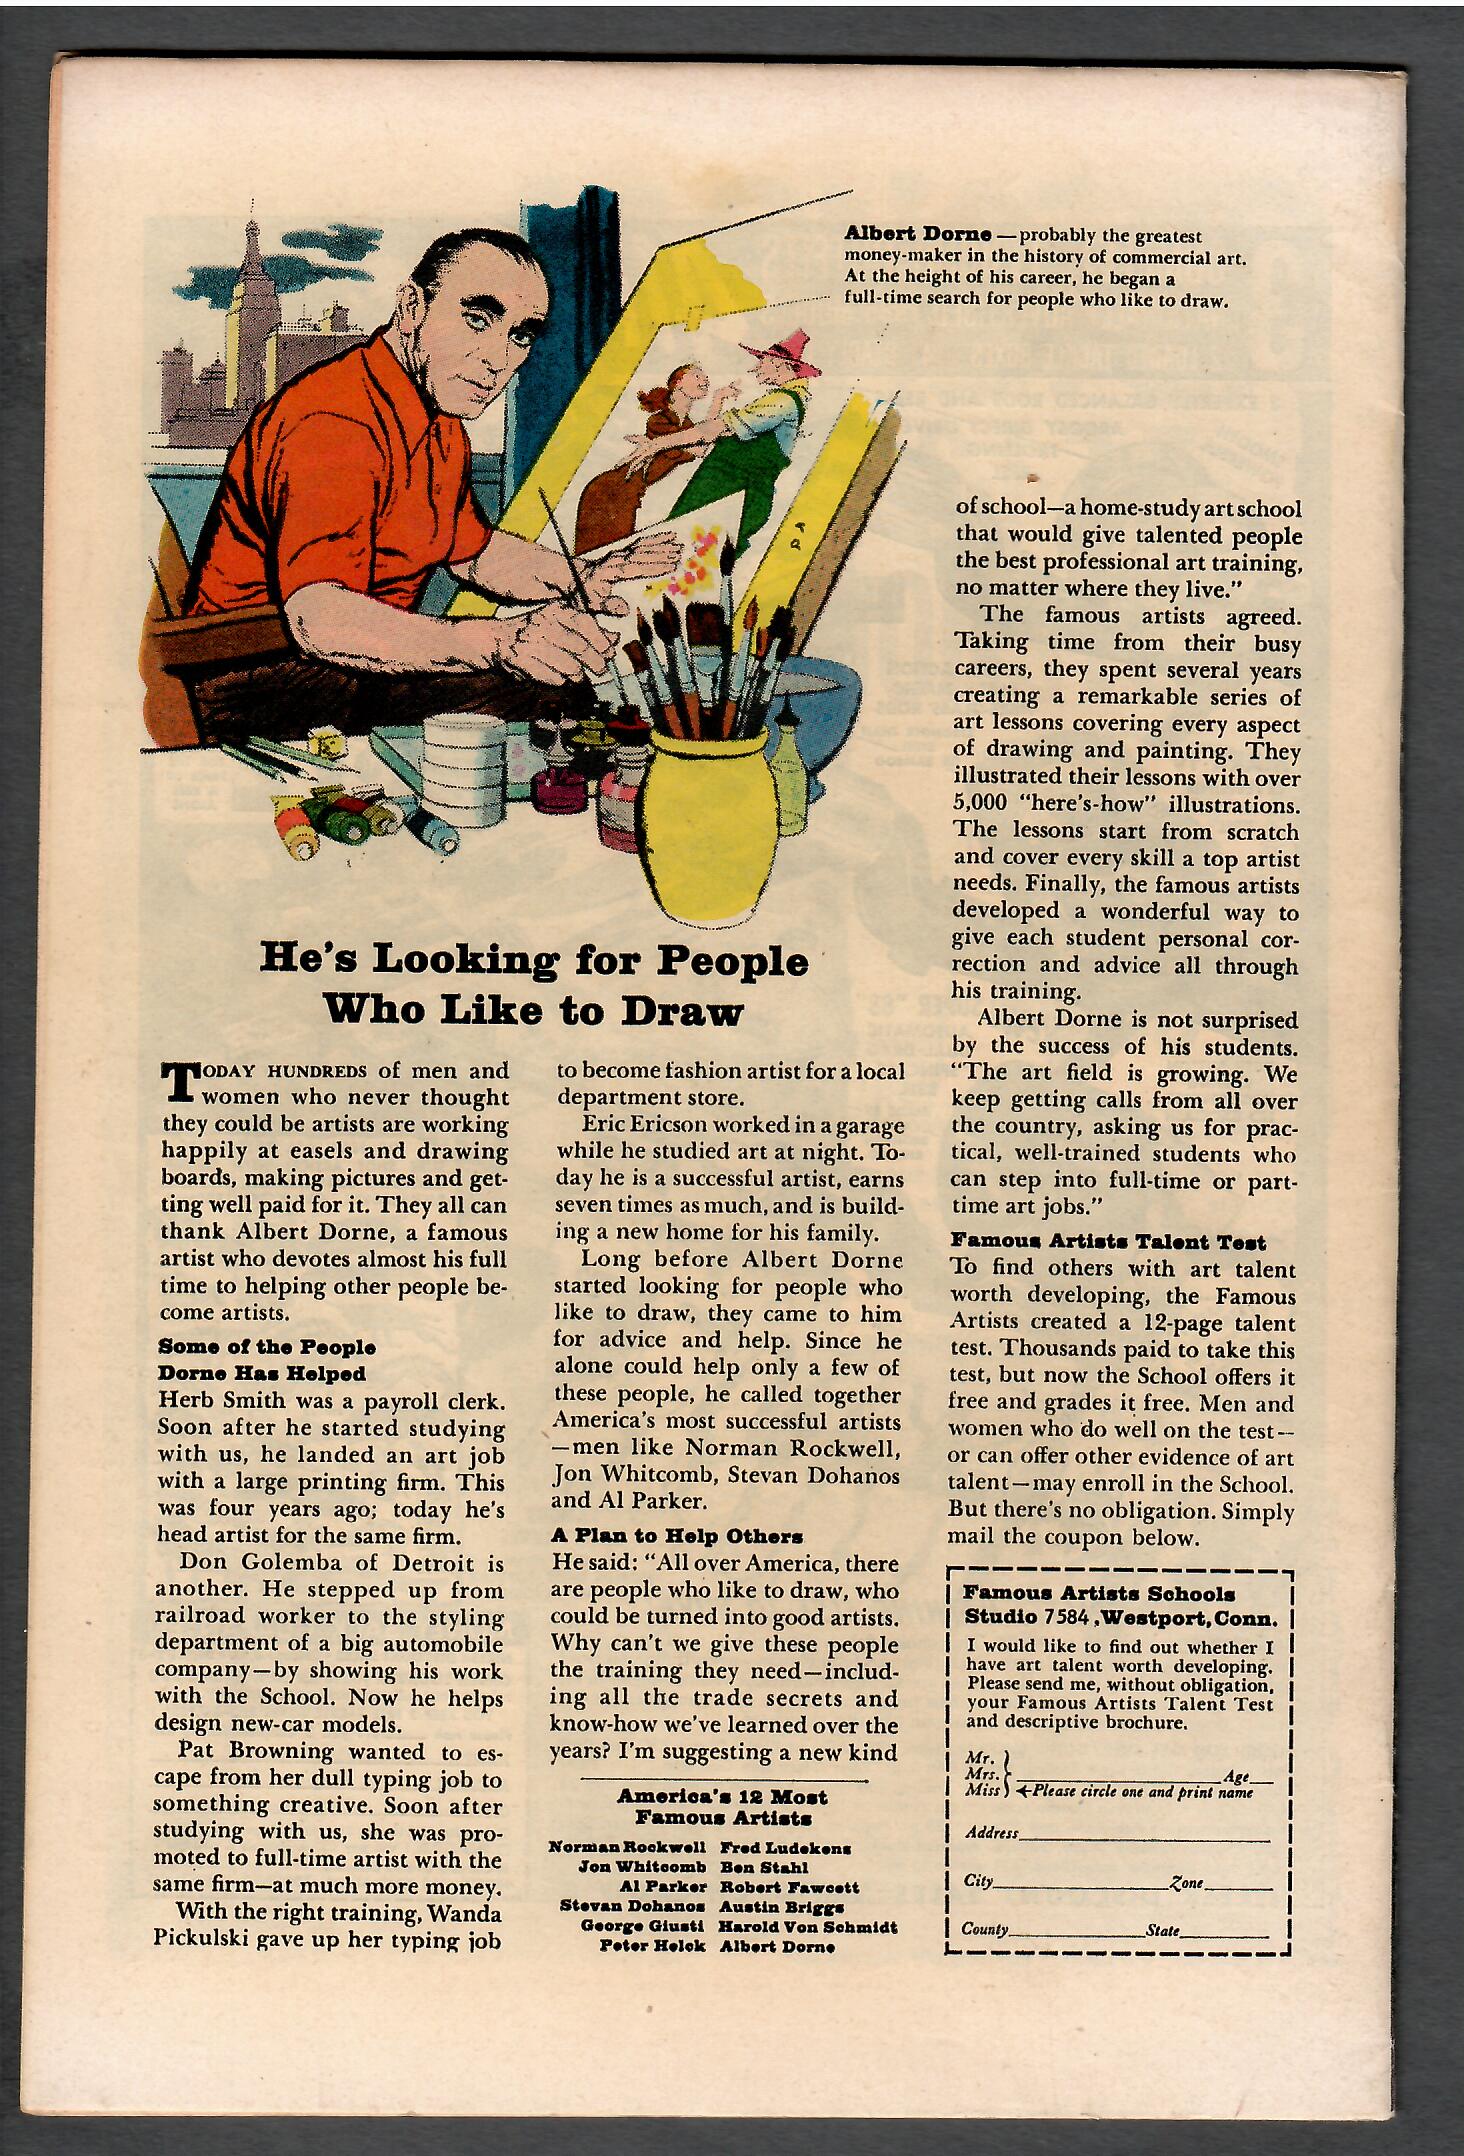 Albert Dorne — probably the greatest
money-maker in the history of commercial art.
At the height of his career, he began a
full-time search for people who like to draw.
He's Looking for People
Who Like to Draw
TODAY HUNDREDS of men and
women who never thought
they could be artists are working
happily at easels and drawing
boards, making pictures and get-
ting well paid for it. They all can
thank Albert Dorne, a famous
artist who devotes almost his full
time to helping other people be-
come artists.
Some of the People
Dorne Has Helped
Herb Smith was a payroll clerk.
Soon after he started studying
with us, he landed an art job
with a large printing firm. This
was four years ago; today he's
head artist for the same firm.
Don Golemba of Detroit is
another. He stepped up from
railroad worker to the styling
department of a big automobile
company—by showing his work
with the School. Now he helps
design new-car models.
Pat Browning wanted to es-
cape from her dull typing job to
something creative. Soon after
studying with us, she was pro-
moted to full-time artist with the
same firm—at much more money.
With the right training, Wanda
Pickulski gave up her typing job
to become fashion artist for a local
department store.
Eric Ericson worked in a garage
while he studied art at night. To-
day he is a successful artist, earns
seven times as much, and is build-
ing a new home for his family.
Long before Albert Dorne
started looking for people who
like to draw, they came to him
for advice and help. Since he
alone could help only a few of
these people, he called together
America's most successful artists
—men like Norman Rockwell,
Jon Whitcomb, Stevan Dohanos
and Al Parker.
A Plan to Help Others
He said: "All over America, there
are people who like to draw, who
could be turned into good artists.
Why can't we give these people
the training they need—includ-
ing all the trade secrets and
know-how we've learned over the
years? I'm suggesting a new kind
America's 12 Most
Famous Artists
Norman Rockwell Fred Ludekens
Jon Whitcomb Ben Stahl
Al Parker Robert Fawcett
Stevan Dohanos Austin Briggs
George Giusti Harold Von Schmidt
Peter Helck Albert Dorne
of school—a home-study art school
that would give talented people
the best professional art training,
no matter where they live."
The famous artists agreed.
Taking time from their busy
careers, they spent several years
creating a remarkable series of
art lessons covering every aspect
of drawing and painting. They
illustrated their lessons with over
5,000 "here's-how" illustrations.
The lessons start from scratch
and cover every skill a top artist
needs. Finally, the famous artists
developed a wonderful way to
give each student personal cor-
rection and advice all through
his training.
Albert Dorne is not surprised
by the success of his students.
"The art field is growing. We
keep getting calls from all over
the country, asking us for prac-
tical, well-trained students who
can step into full-time or part-
time art jobs."
Famous Artists Talent Test
To find others with art talent
worth developing, the Famous
Artists created a 12-page talent
test. Thousands paid to take this
test, but now the School offers it
free and grades it free. Men and
women who do well on the test—
or can offer other evidence of art
talent—may enroll in the School.
But there's no obligation. Simply
mail the coupon below.
Famous Artists Schools
Studio 7584, Westport, Conn.
I would like to find out whether I
have art talent worth developing.
Please send me, without obligation,
your Famous Artists Talent Test
and descriptive brochure.
Mr.
Mrs. Age
Miss Please circle one and print name
Address
City Zone
County State